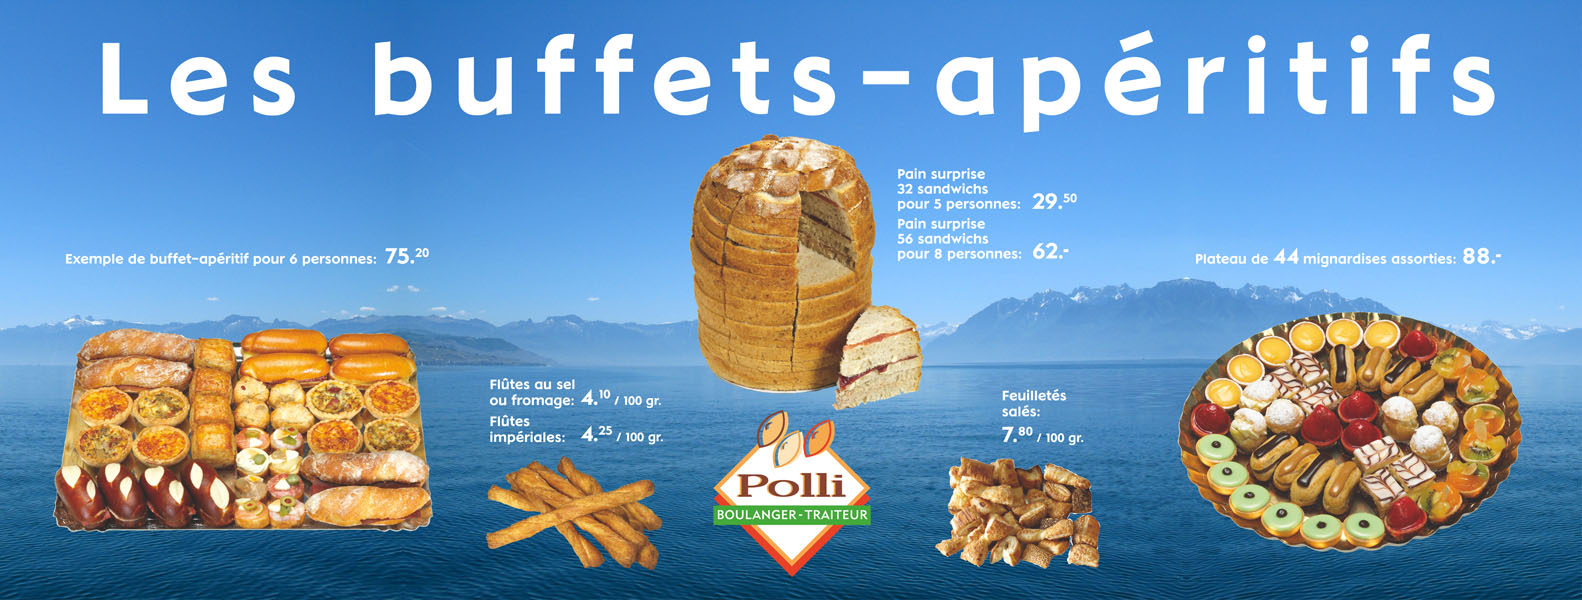 Les buffets-apéritifs
Exemple de buffet-apéritif pour 6 personnes: 75.20
Pain surprise
32 sandwichs
pour 5 personnes: 29.50
Pain surprise
56 sandwichs
pour 8 personnes: 62.-
Plateau de 44 mignardises assorties: 88.-
Flûtes au sel
ou fromage: 4.10 / 100 gr.
Flûtes
impériales: 4.25 / 100 gr.
Feuilletés
salés:
7.80 / 100 gr.
Polli
BOULANGER-TRAITEUR